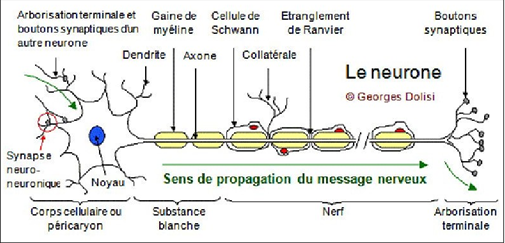 Arborisation terminale et
boutons synaptiques d'un
autre neurone
Gaine de
myéline
Cellule de
Schwann
Etranglement
de Ranvier
Boutons
synaptiques
Dendrite
Axone
Collatérale
Le neurone
© Georges Dolisi
Synapse
neuro-
neuronique
Noyau
Sens de propagation du message nerveux
Corps cellulaire ou
péricaryon
Substance
blanche
Nerf
Arborisation
terminale